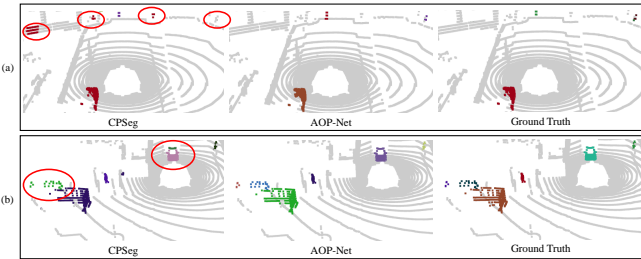 (a)
CPSeg
AOP-Net
Ground Truth
(b)
CPSeg
AOP-Net
Ground Truth